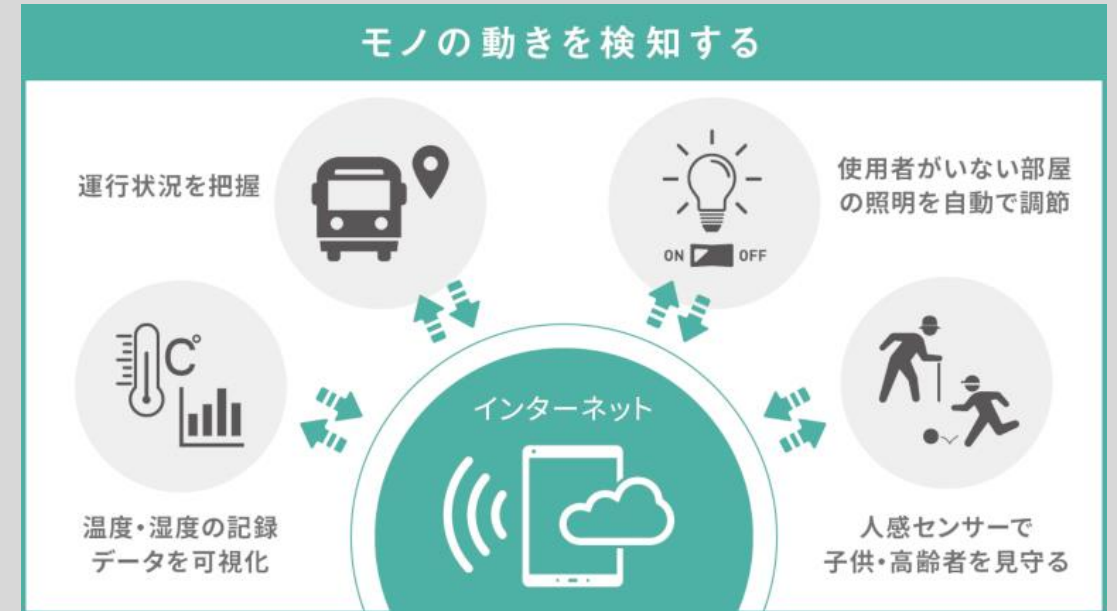 モノの動きを検知する
運行状況を把握
使用者がいない部屋
の照明を自動で調節
ON OFF
C°
インターネット
温度・湿度の記録
データを可視化
人感センサーで
子供・高齢者を見守る